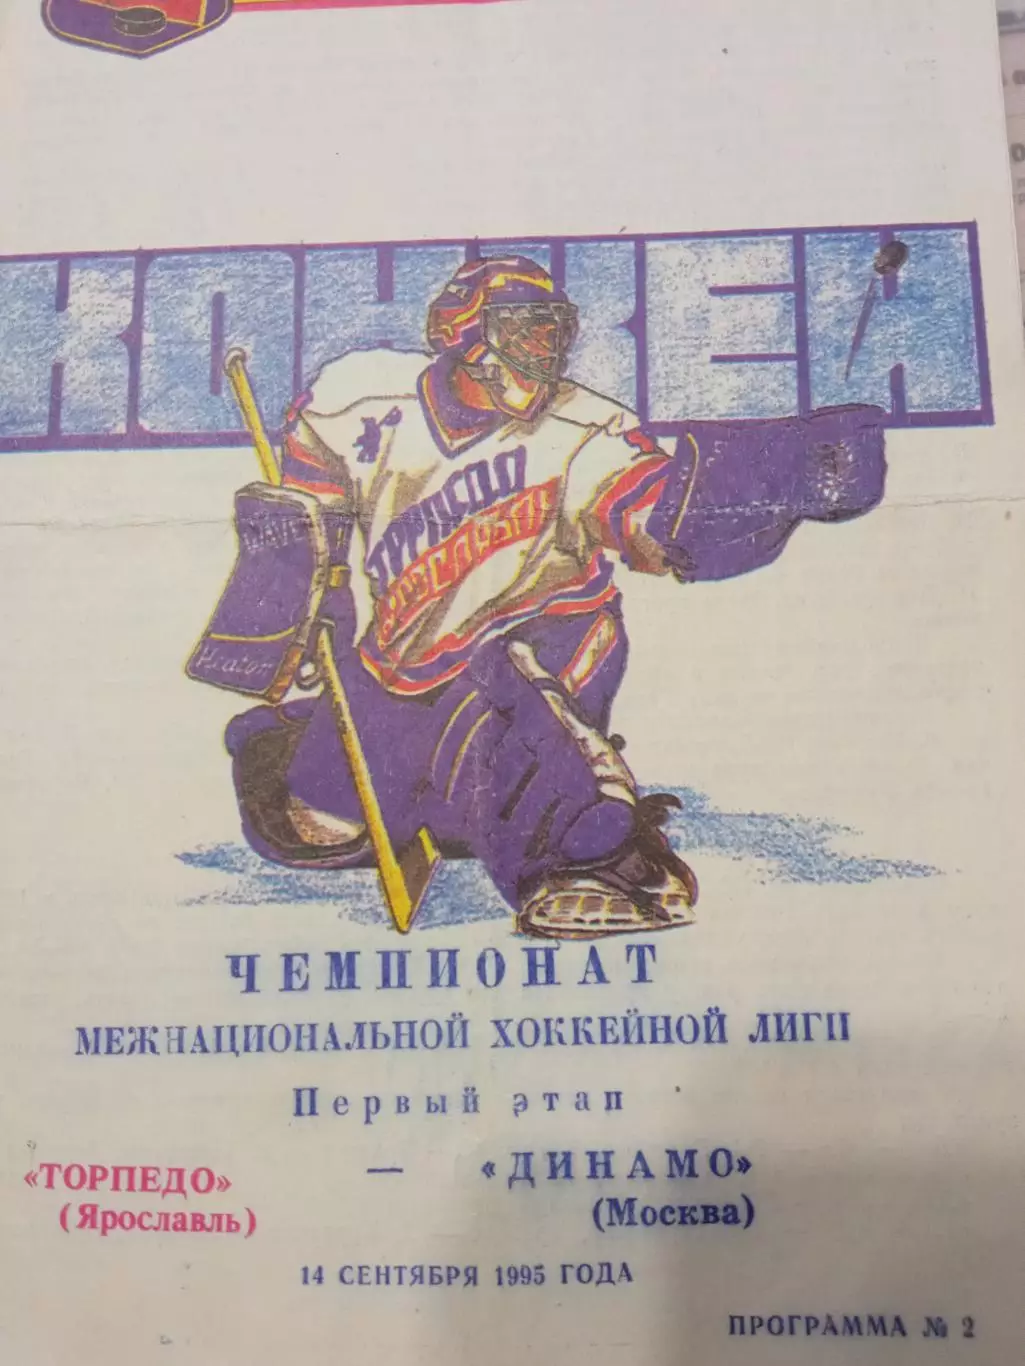 ХОККЕЙ
ТОРПЕДО
ЯРОСЛАВЛЬ
Heaton
ЧЕМПИОНАТ
МЕЖНАЦИОНАЛЬНОЙ ХОККЕЙНОЙ ЛИГИ
Первый этап
«ТОРПЕДО» — «ДИНАМО»
(Ярославль) (Москва)
14 СЕНТЯБРЯ 1995 ГОДА
ПРОГРАММА № 2